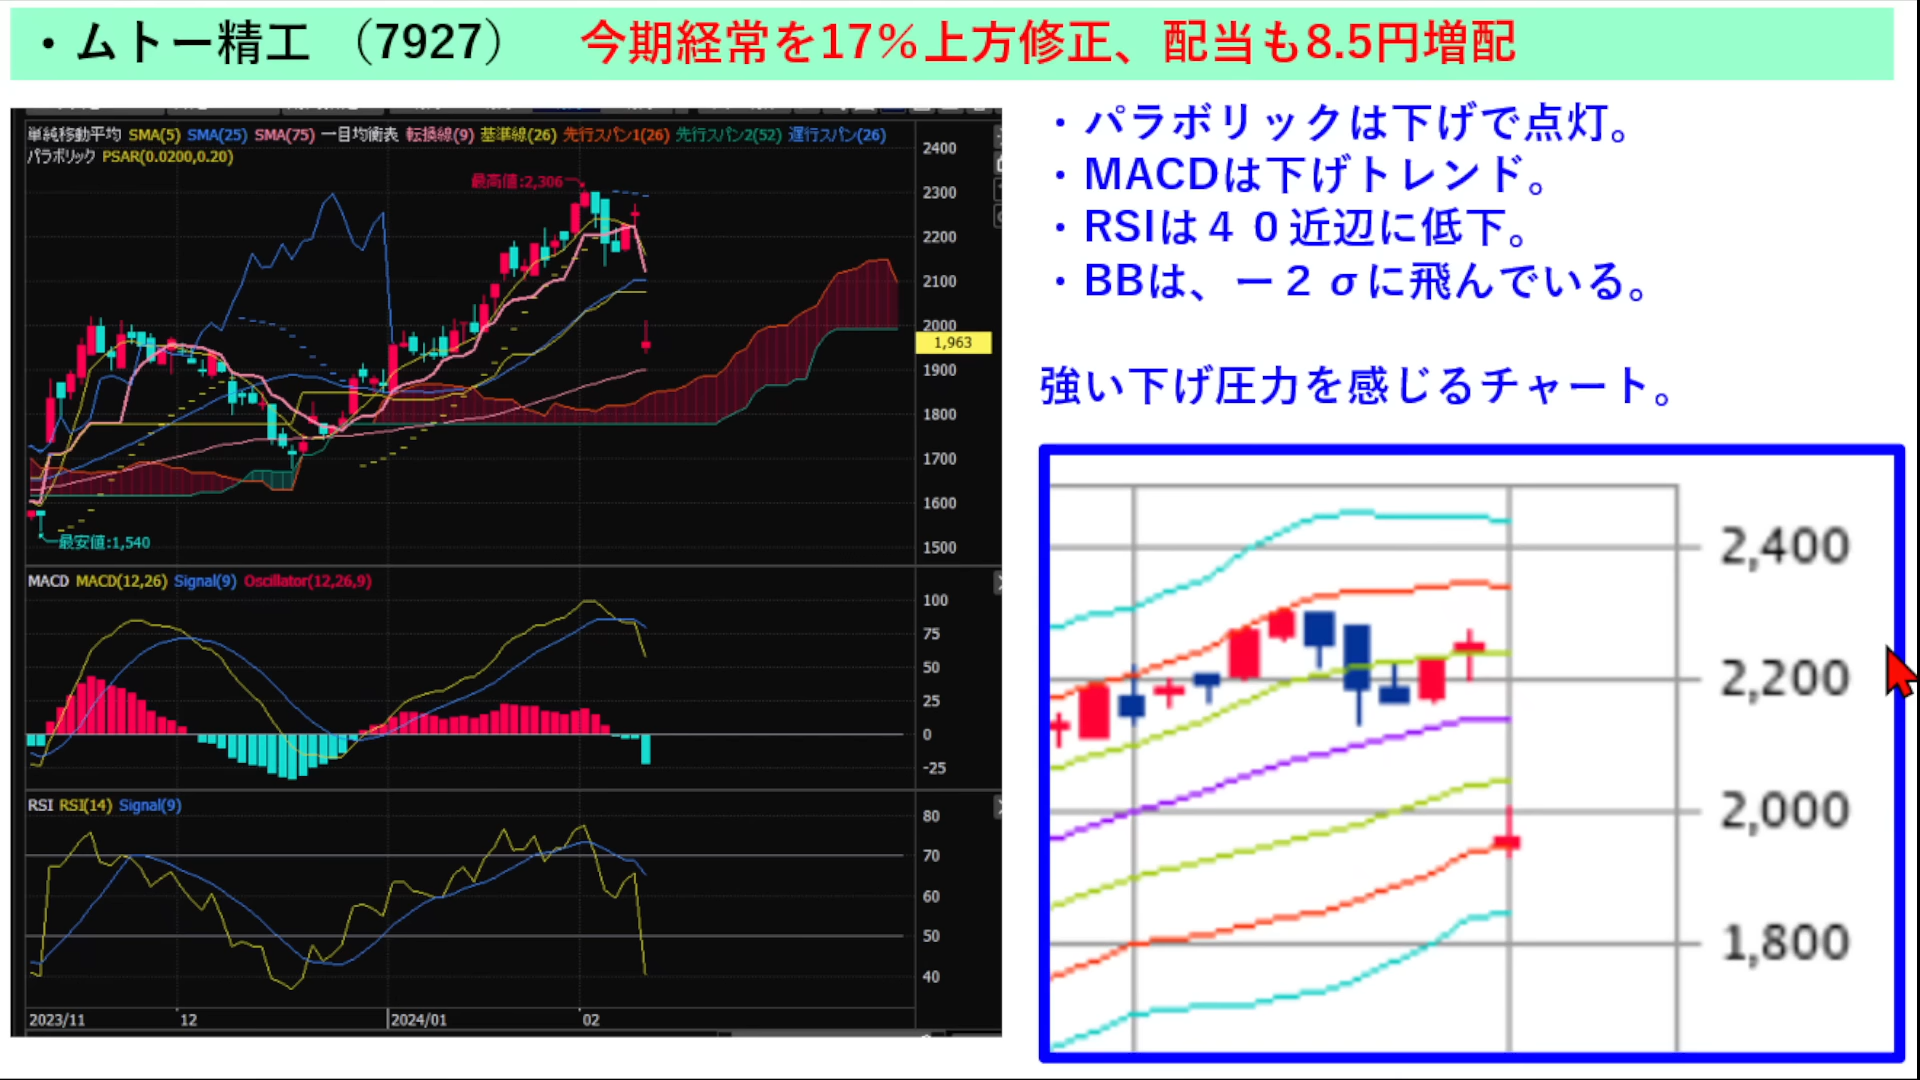 ・ムトー精工 （7927） 今期経常を17％上方修正、配当も8.5円増配
単純移動平均 SMA(5) SMA(25) SMA(75) 一目均衡表 転換線(9) 基準線(26) 先行スパン1(26) 先行スパン2(52) 遅行スパン(26)
パラボリック PSAR(0.0200,0.20)
最高値:2,306
2400
2300
2200
2100
2000
1,963
1900
1800
1700
1600
1500
最安値:1,540
MACD MACD(12,26) Signal(9) Oscillator(12,26,9)
100
75
50
25
0
-25
RSI RSI(14) Signal(9)
80
70
60
50
40
2023/11 12 2024/01 02
・パラボリックは下げで点灯。
・MACDは下げトレンド。
・RSIは４０近辺に低下。
・BBは、ー２σに飛んでいる。
強い下げ圧力を感じるチャート。
2,400
2,200
2,000
1,800